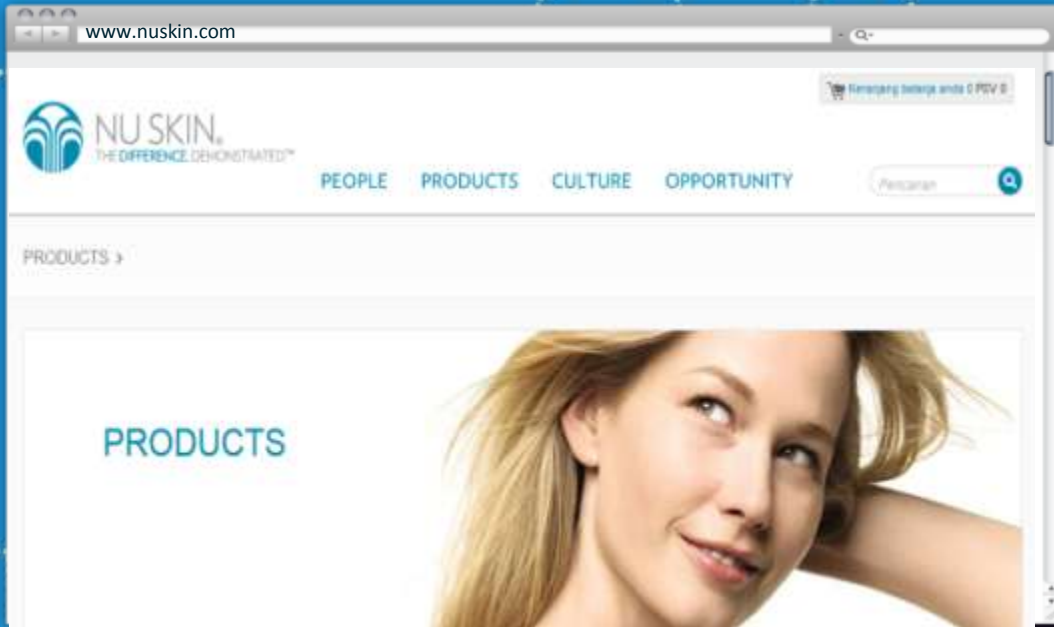 www.nuskin.com
Keranjang belanja anda 0 PSV 0
NU SKIN®
THE DIFFERENCE. DEMONSTRATED™
PEOPLE PRODUCTS CULTURE OPPORTUNITY
Pencarian
PRODUCTS ›
PRODUCTS